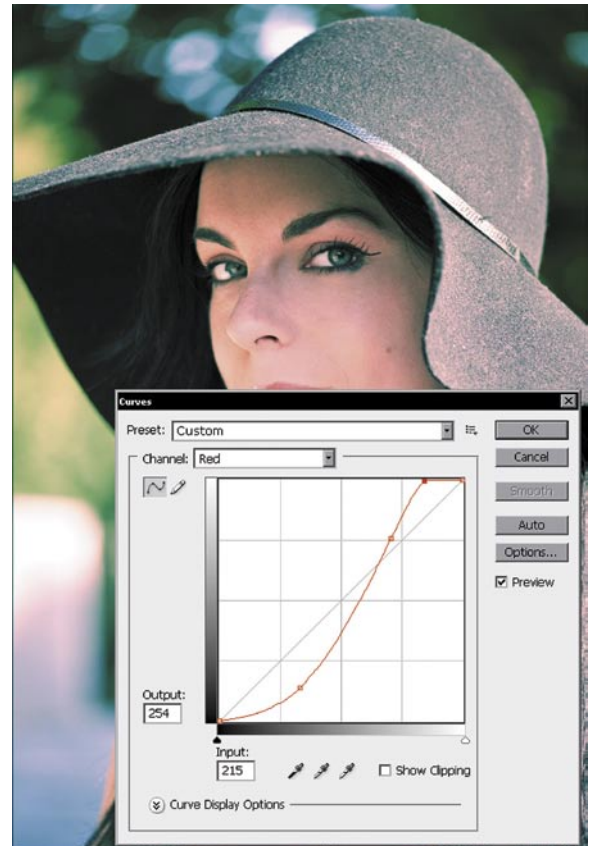 Curves
Preset: Custom
OK
Channel: Red
Cancel
Smooth
Auto
Options...
Preview
Output:
254
Input:
215
Show Clipping
Curve Display Options